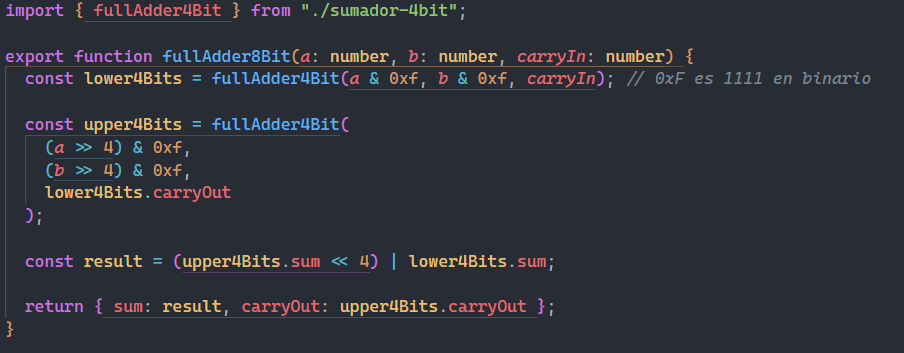 import { fullAdder4Bit } from "./sumador-4bit";
export function fullAdder8Bit(a: number, b: number, carryIn: number) {
const lower4Bits = fullAdder4Bit(a & 0xf, b & 0xf, carryIn); // 0xF es 1111 en binario
const upper4Bits = fullAdder4Bit(
(a >> 4) & 0xf,
(b >> 4) & 0xf,
lower4Bits.carryOut
);
const result = (upper4Bits.sum << 4) | lower4Bits.sum;
return { sum: result, carryOut: upper4Bits.carryOut };
}